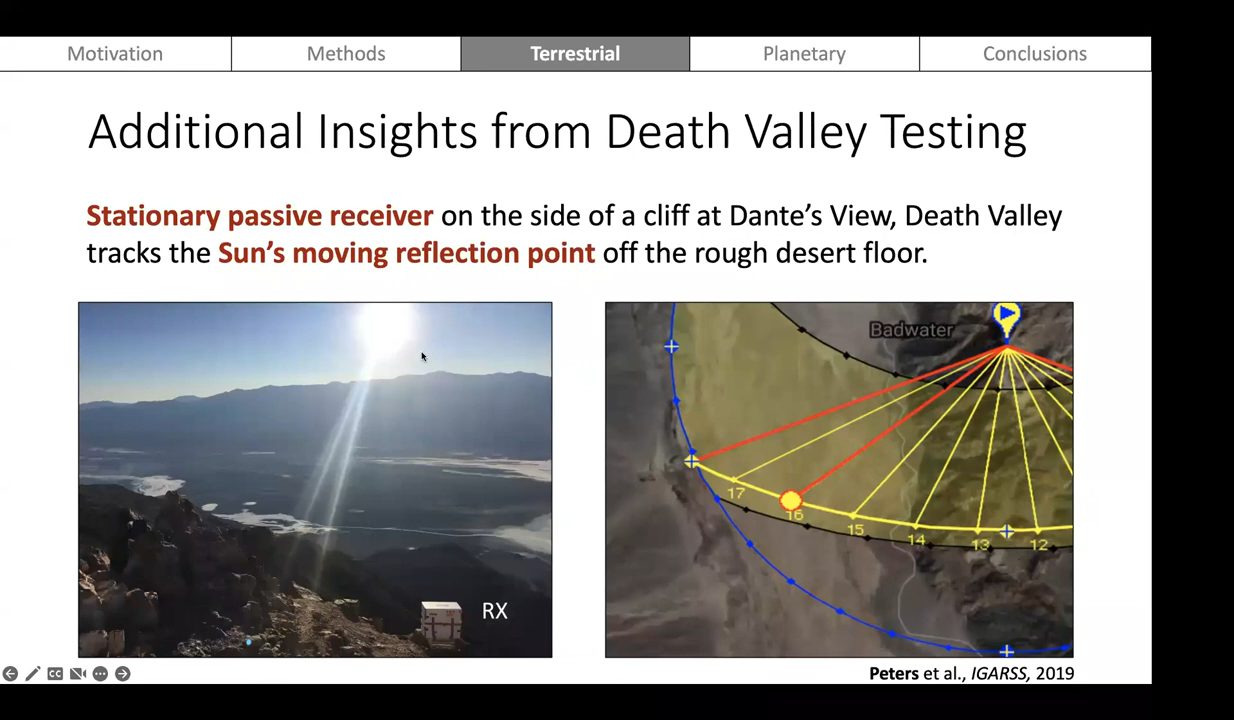 Motivation
Methods
Terrestrial
Planetary
Conclusions
Additional Insights from Death Valley Testing
Stationary passive receiver on the side of a cliff at Dante's View, Death Valley
tracks the Sun's moving reflection point off the rough desert floor.
RX
Badwater
17
16
15
14
13
12
CC
Peters et al., IGARSS, 2019